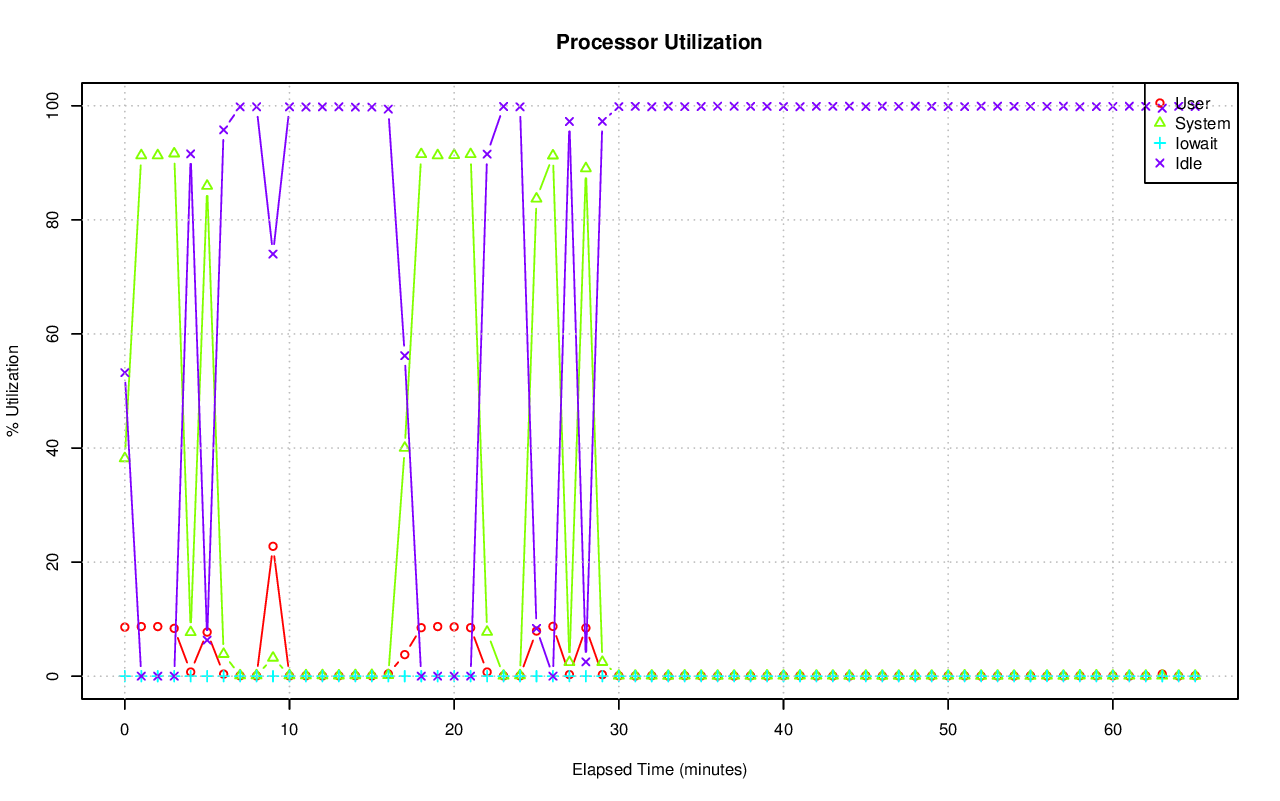 Processor Utilization
% Utilization
100
80
60
40
20
0
User
System
Iowait
Idle
0 10 20 30 40 50 60
Elapsed Time (minutes)